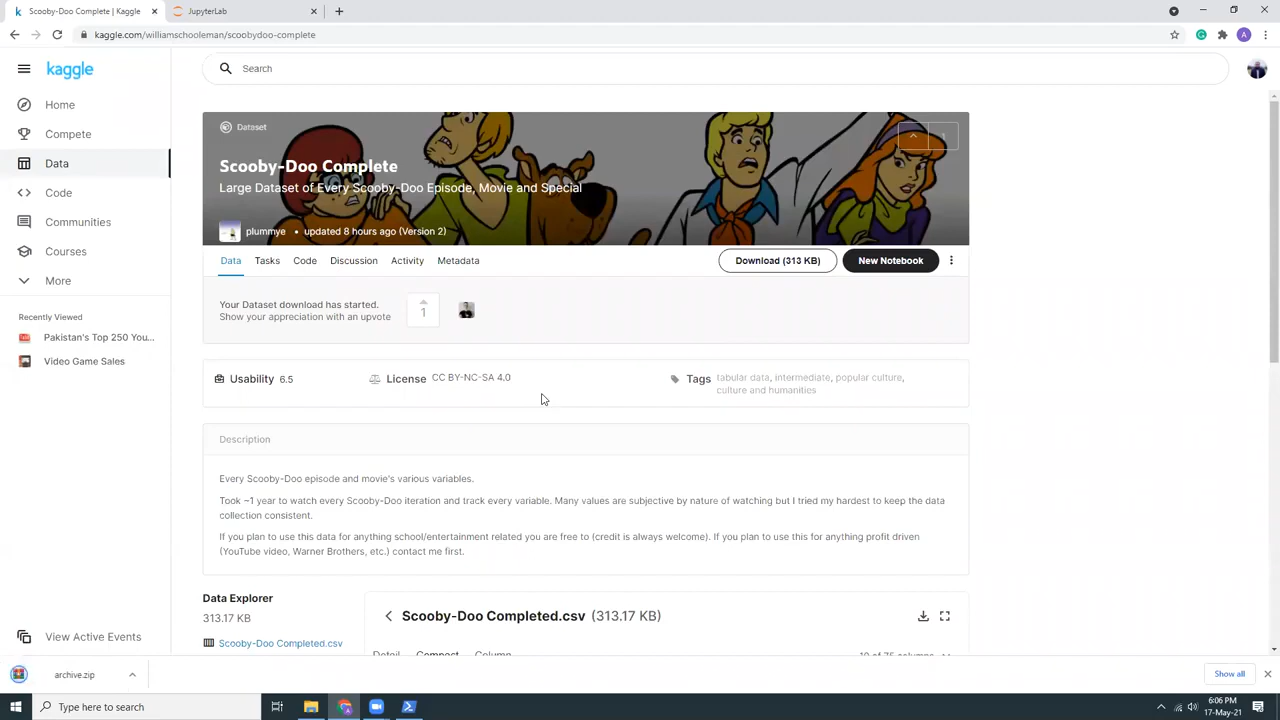 Scooby-Doo Complete | Kaggle
JupyterLab
kaggle.com/williamschooleman/scoobydoo-complete
A
kaggle
Search
Home
Compete
Data
Code
Communities
Courses
More
Recently Viewed
Pakistan's Top 250 You...
Video Game Sales
View Active Events
Dataset
1
Scooby-Doo Complete
Large Dataset of Every Scooby-Doo Episode, Movie and Special
plummye • updated 8 hours ago (Version 2)
Data Tasks Code Discussion Activity Metadata
Download (313 KB)
New Notebook
Your Dataset download has started.
Show your appreciation with an upvote
1
Usability 6.5
License CC BY-NC-SA 4.0
Tags tabular data, intermediate, popular culture,
culture and humanities
Description
Every Scooby-Doo episode and movie's various variables.
Took ~1 year to watch every Scooby-Doo iteration and track every variable. Many values are subjective by nature of watching but I tried my hardest to keep the data
collection consistent.
If you plan to use this data for anything school/entertainment related you are free to (credit is always welcome). If you plan to use this for anything profit driven
(YouTube video, Warner Brothers, etc.) contact me first.
Data Explorer
313.17 KB
Scooby-Doo Completed.csv
Scooby-Doo Completed.csv (313.17 KB)
Detail Compact Column
10 of 75 columns
archive.zip
Show all
Type here to search
6:06 PM
17-May-21